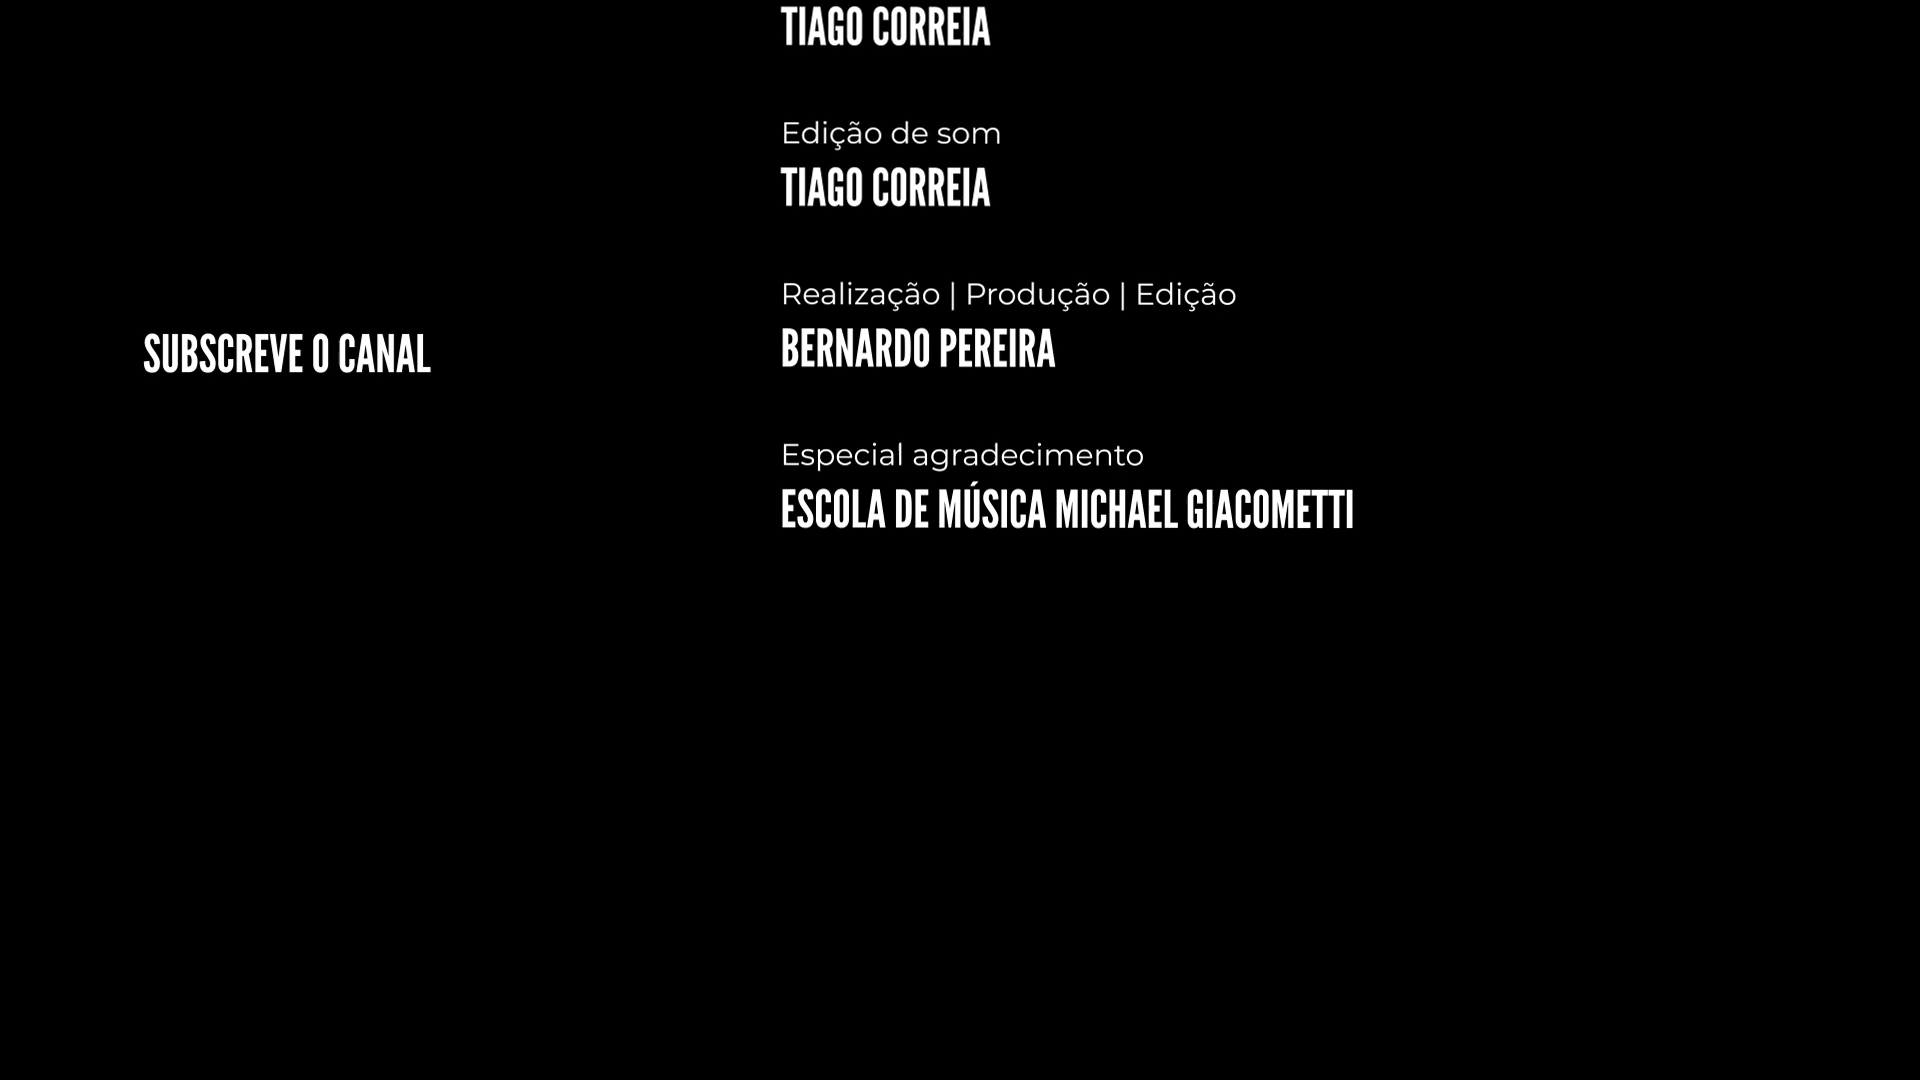 TIAGO CORREIA
Edição de som
TIAGO CORREIA
Realização | Produção | Edição
BERNARDO PEREIRA
SUBSCREVE O CANAL
Especial agradecimento
ESCOLA DE MÚSICA MICHAEL GIACOMETTI